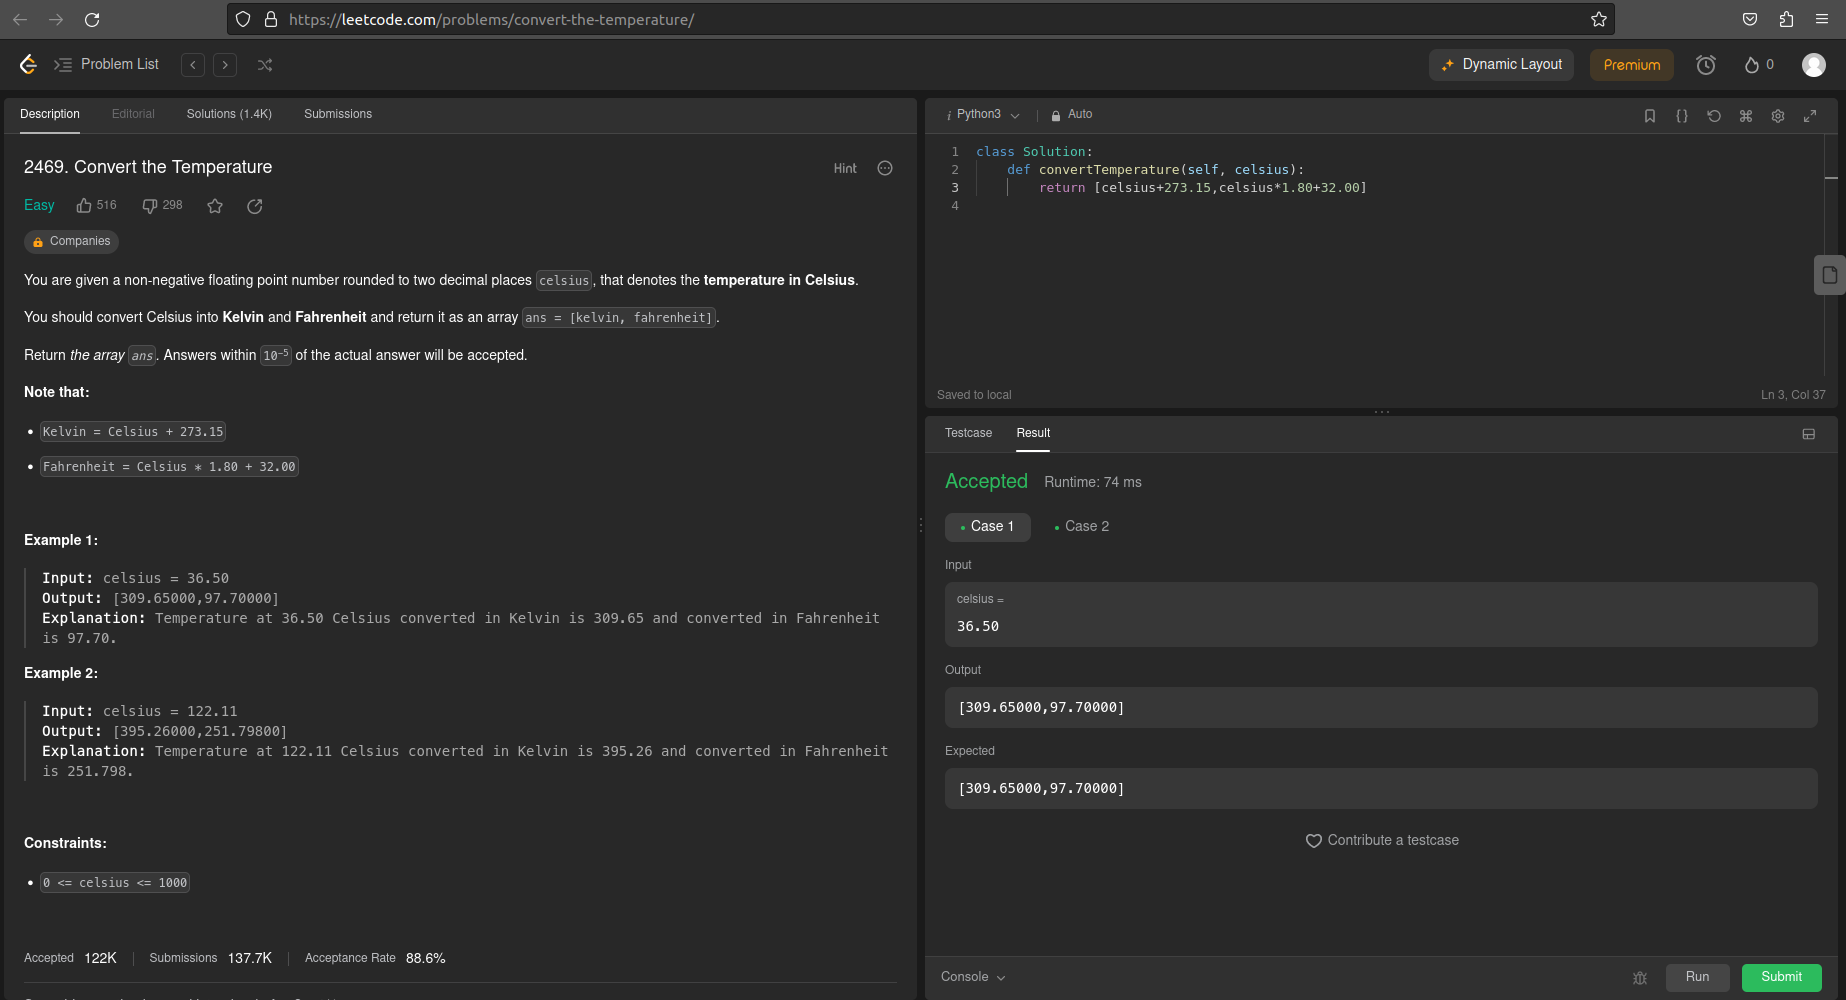 https://leetcode.com/problems/convert-the-temperature/
Problem List
Dynamic Layout
Premium
0
Description Editorial Solutions (1.4K) Submissions
2469. Convert the Temperature
Hint
Easy 516 298
Companies
You are given a non-negative floating point number rounded to two decimal places celsius, that denotes the temperature in Celsius.
You should convert Celsius into Kelvin and Fahrenheit and return it as an array ans = [kelvin, fahrenheit].
Return the array ans. Answers within 10⁻⁵ of the actual answer will be accepted.
Note that:
• Kelvin = Celsius + 273.15
• Fahrenheit = Celsius * 1.80 + 32.00
Example 1:
Input: celsius = 36.50
Output: [309.65000,97.70000]
Explanation: Temperature at 36.50 Celsius converted in Kelvin is 309.65 and converted in Fahrenheit
is 97.70.
Example 2:
Input: celsius = 122.11
Output: [395.26000,251.79800]
Explanation: Temperature at 122.11 Celsius converted in Kelvin is 395.26 and converted in Fahrenheit
is 251.798.
Constraints:
• 0 <= celsius <= 1000
Accepted 122K Submissions 137.7K Acceptance Rate 88.6%
i Python3 Auto
1 class Solution:
2 def convertTemperature(self, celsius):
3 return [celsius+273.15,celsius*1.80+32.00]
4
Saved to local
Ln 3, Col 37
Testcase Result
Accepted Runtime: 74 ms
Case 1 Case 2
Input
celsius =
36.50
Output
[309.65000,97.70000]
Expected
[309.65000,97.70000]
Contribute a testcase
Console
Run
Submit